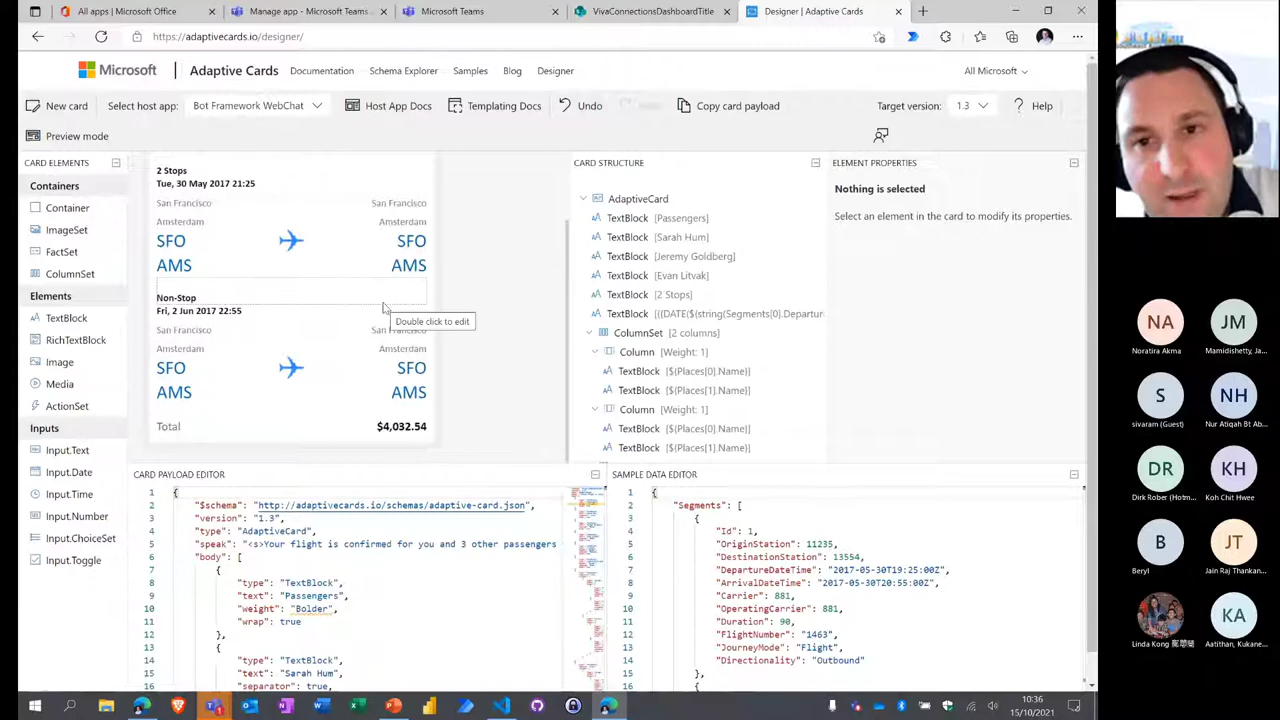 All apps | Microsoft Office
Manage app - Microsoft Teams
Microsoft Teams
VivaConnectionsDashboardTitle
Designer | Adaptive Cards
https://adaptivecards.io/designer/
Microsoft
Adaptive Cards
Documentation
Schema Explorer
Samples
Blog
Designer
All Microsoft
New card
Select host app:
Bot Framework WebChat
Host App Docs
Templating Docs
Undo
Copy card payload
Target version:
1.3
Help
Preview mode
CARD ELEMENTS
Containers
Container
ImageSet
FactSet
ColumnSet
Elements
TextBlock
RichTextBlock
Image
Media
ActionSet
Inputs
Input.Text
Input.Date
Input.Time
Input.Number
Input.ChoiceSet
Input.Toggle
2 Stops
Tue, 30 May 2017 21:25
San Francisco San Francisco
Amsterdam Amsterdam
SFO SFO
AMS AMS
Non-Stop
Fri, 2 Jun 2017 22:55
Double click to edit
San Francisco San Fr
Amsterdam Amsterdam
SFO SFO
AMS AMS
Total $4,032.54
CARD STRUCTURE
AdaptiveCard
TextBlock [Passengers]
TextBlock [Sarah Hum]
TextBlock [Jeremy Goldberg]
TextBlock [Evan Litvak]
TextBlock [2 Stops]
TextBlock [{{DATE(${string(Segments[0].Departur
ColumnSet [2 columns]
Column [Weight: 1]
TextBlock [${Places[0].Name}]
TextBlock [${Places[1].Name}]
Column [Weight: 1]
TextBlock [${Places[0].Name}]
TextBlock [${Places[1].Name}]
ELEMENT PROPERTIES
Nothing is selected
Select an element in the card to modify its properties.
CARD PAYLOAD EDITOR
1 {
2 "$schema": "http://adaptivecards.io/schemas/adaptive-card.json",
3 "version": "1.3",
4 "type": "AdaptiveCard",
5 "speak": "<s>Your flight is confirmed for you and 3 other passengers
6 "body": [
7 {
8 "type": "TextBlock",
9 "text": "Passengers",
10 "weight": "Bolder",
11 "wrap": true
12 },
13 {
14 "type": "TextBlock",
15 "text": "Sarah Hum",
16 "separator": true,
SAMPLE DATA EDITOR
1 {
2 "Segments": [
3 {
4 "Id": 1,
5 "OriginStation": 11235,
6 "DestinationStation": 13554,
7 "DepartureDateTime": "2017-05-30T19:25:00Z",
8 "ArrivalDateTime": "2017-05-30T20:55:00Z",
9 "Carrier": 881,
10 "OperatingCarrier": 881,
11 "Duration": 90,
12 "FlightNumber": "1463",
13 "JourneyMode": "Flight",
14 "Directionality": "Outbound"
15 },
16 {
10:36
15/10/2021
NA
Noratira Akma
JM
Mamidishetty, Ja...
S
sivaram (Guest)
NH
Nur Atiqah Bt Ab...
DR
Dirk Rober (Hotm...
KH
Koh Chit Hwee
B
Beryl
JT
Jain Raj Thankan...
Linda Kong
KA
Aatithan, Kukane...